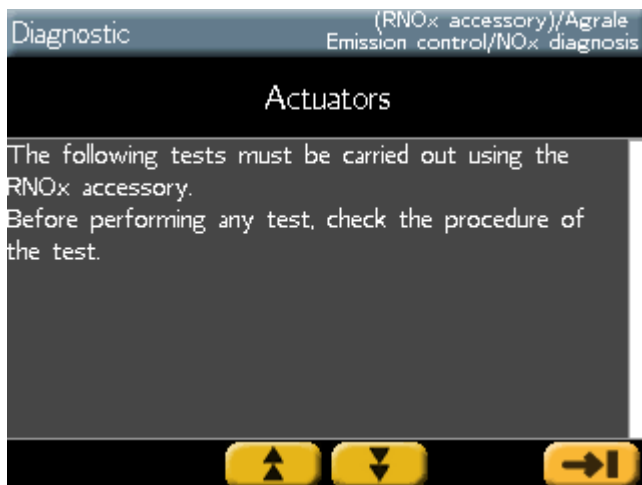 Diagnostic
(RNOx accessory)/Agrale
Emission control/NOx diagnosis
Actuators
The following tests must be carried out using the
RNOx accessory.
Before performing any test, check the procedure of
the test.